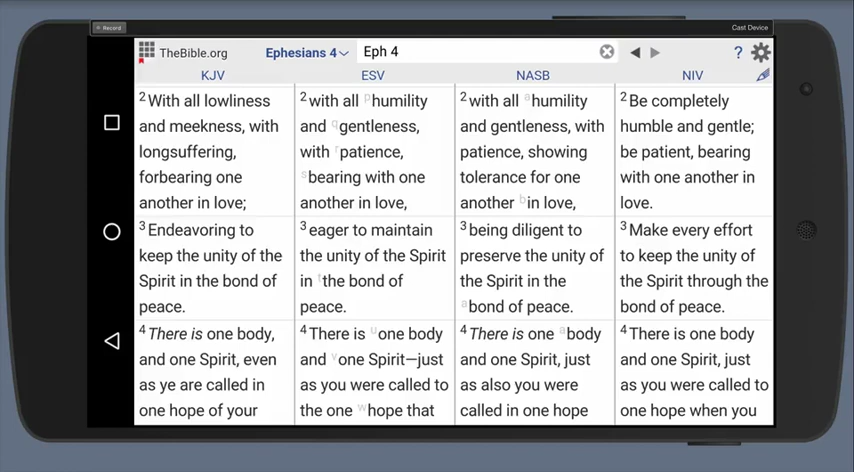 Record
Cast Device
TheBible.org
Ephesians 4
Eph 4
?
KJV
ESV
NASB
NIV
2 With all lowliness
and meekness, with
longsuffering,
forbearing one
another in love;
3 Endeavoring to
keep the unity of the
Spirit in the bond of
peace.
4 There is one body,
and one Spirit, even
as ye are called in
one hope of your
2 with all p humility
and q gentleness,
with r patience,
s bearing with one
another in love,
3 eager to maintain
the unity of the Spirit
in t the bond of
peace.
4 There is u one body
and v one Spirit—just
as you were called to
the one w hope that
2 with all a humility
and gentleness, with
patience, showing
tolerance for one
another b in love,
3 being diligent to
preserve the unity of
the Spirit in the
a bond of peace.
4 There is one a body
and one Spirit, just
as also you were
called in one hope
2 Be completely
humble and gentle;
be patient, bearing
with one another in
love.
3 Make every effort
to keep the unity of
the Spirit through the
bond of peace.
4 There is one body
and one Spirit, just
as you were called to
one hope when you